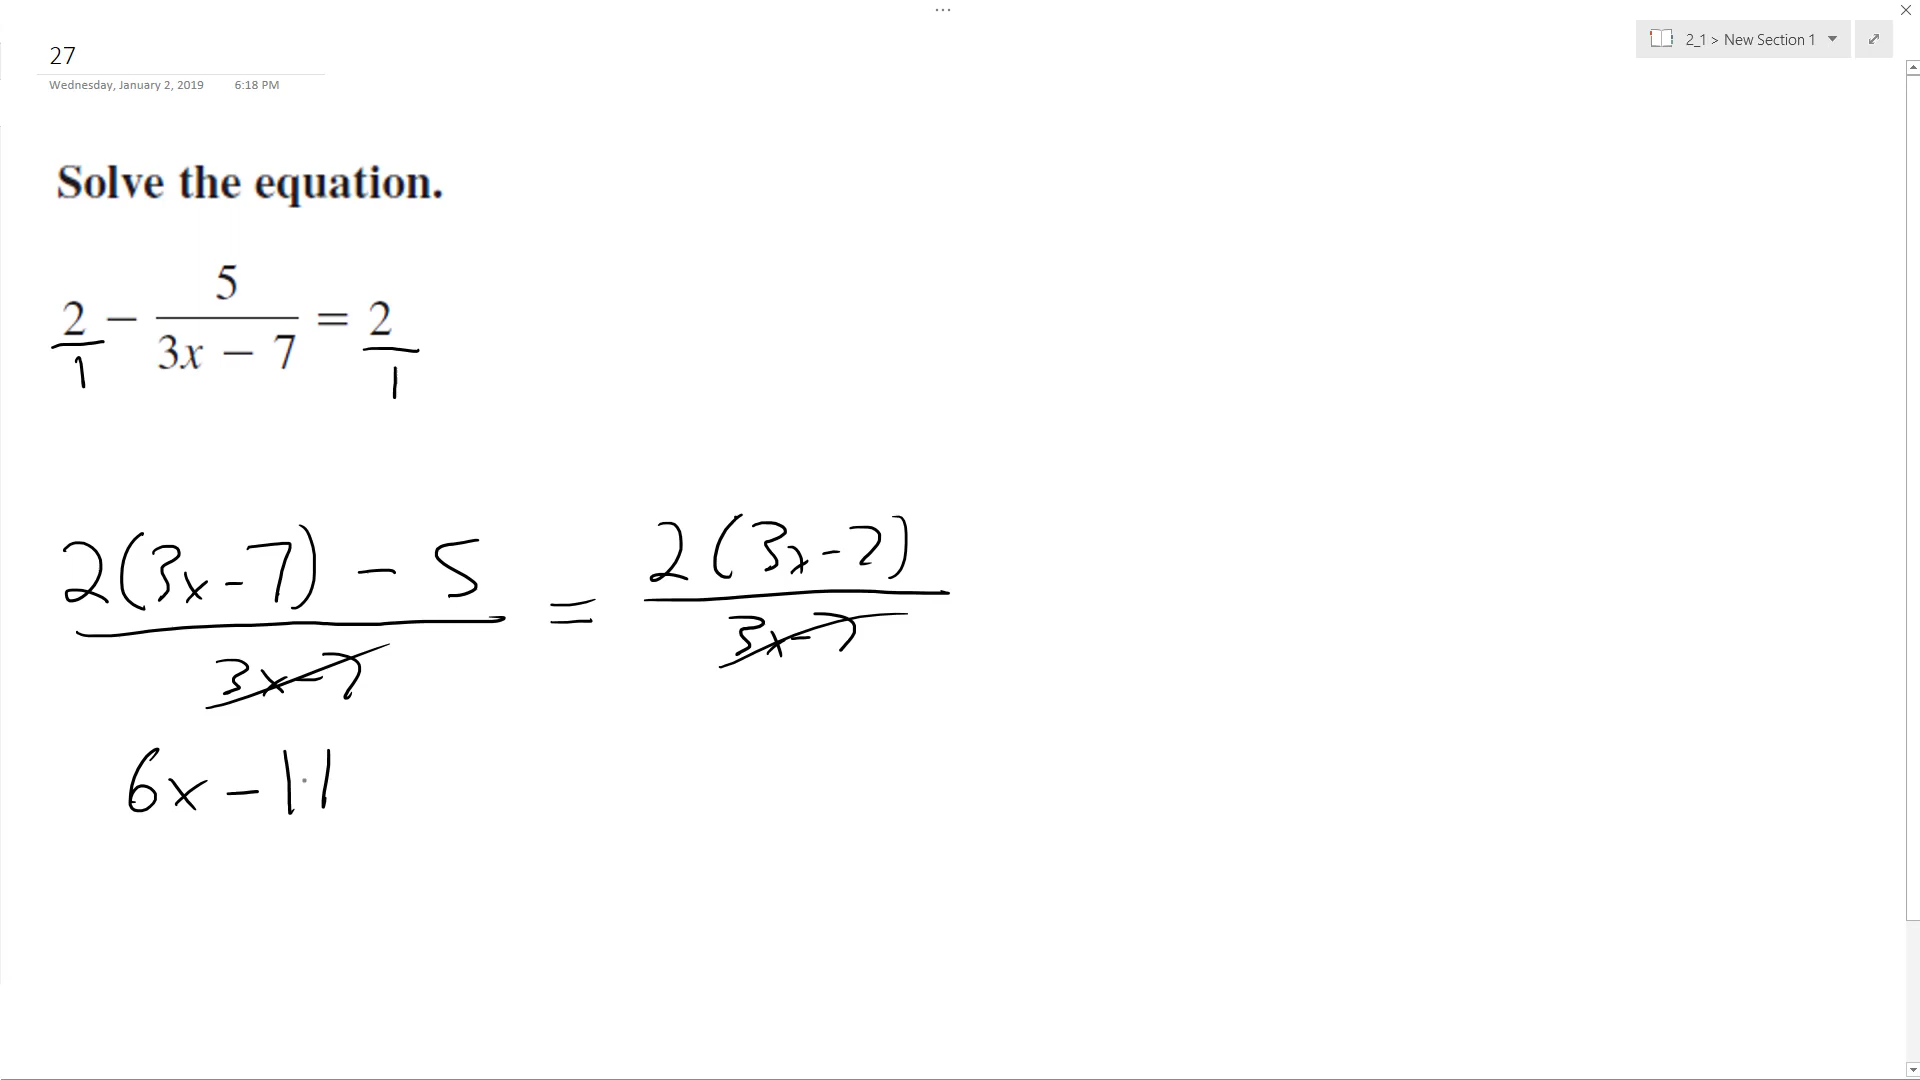 27
2_1 > New Section 1
Wednesday, January 2, 2019 6:18 PM
Solve the equation.
2/1 − 5/(3x − 7) = 2/1
(2(3x-7) - 5)/(3x-7) = (2(3x-7))/(3x-7)
6x - 11